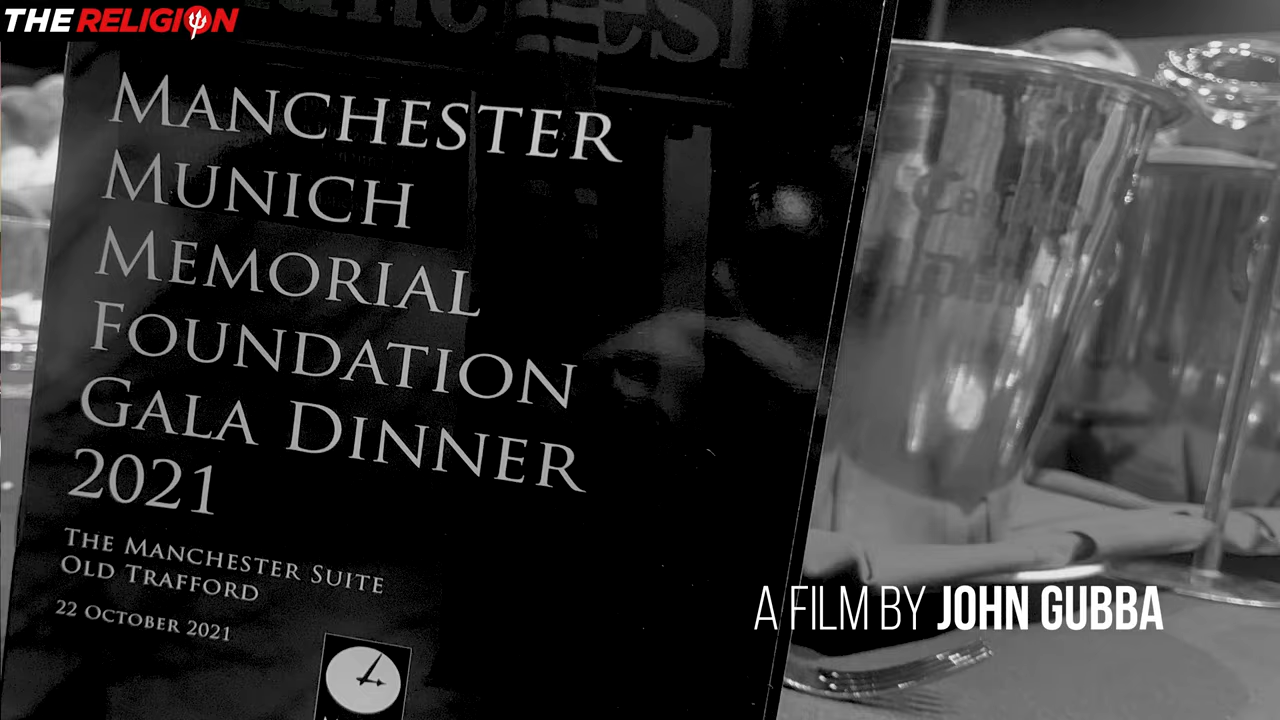 THE RELIGION
MANCHESTER
MUNICH
MEMORIAL
FOUNDATION
GALA DINNER
2021
THE MANCHESTER SUITE
OLD TRAFFORD
22 OCTOBER 2021
A FILM BY JOHN GUBBA